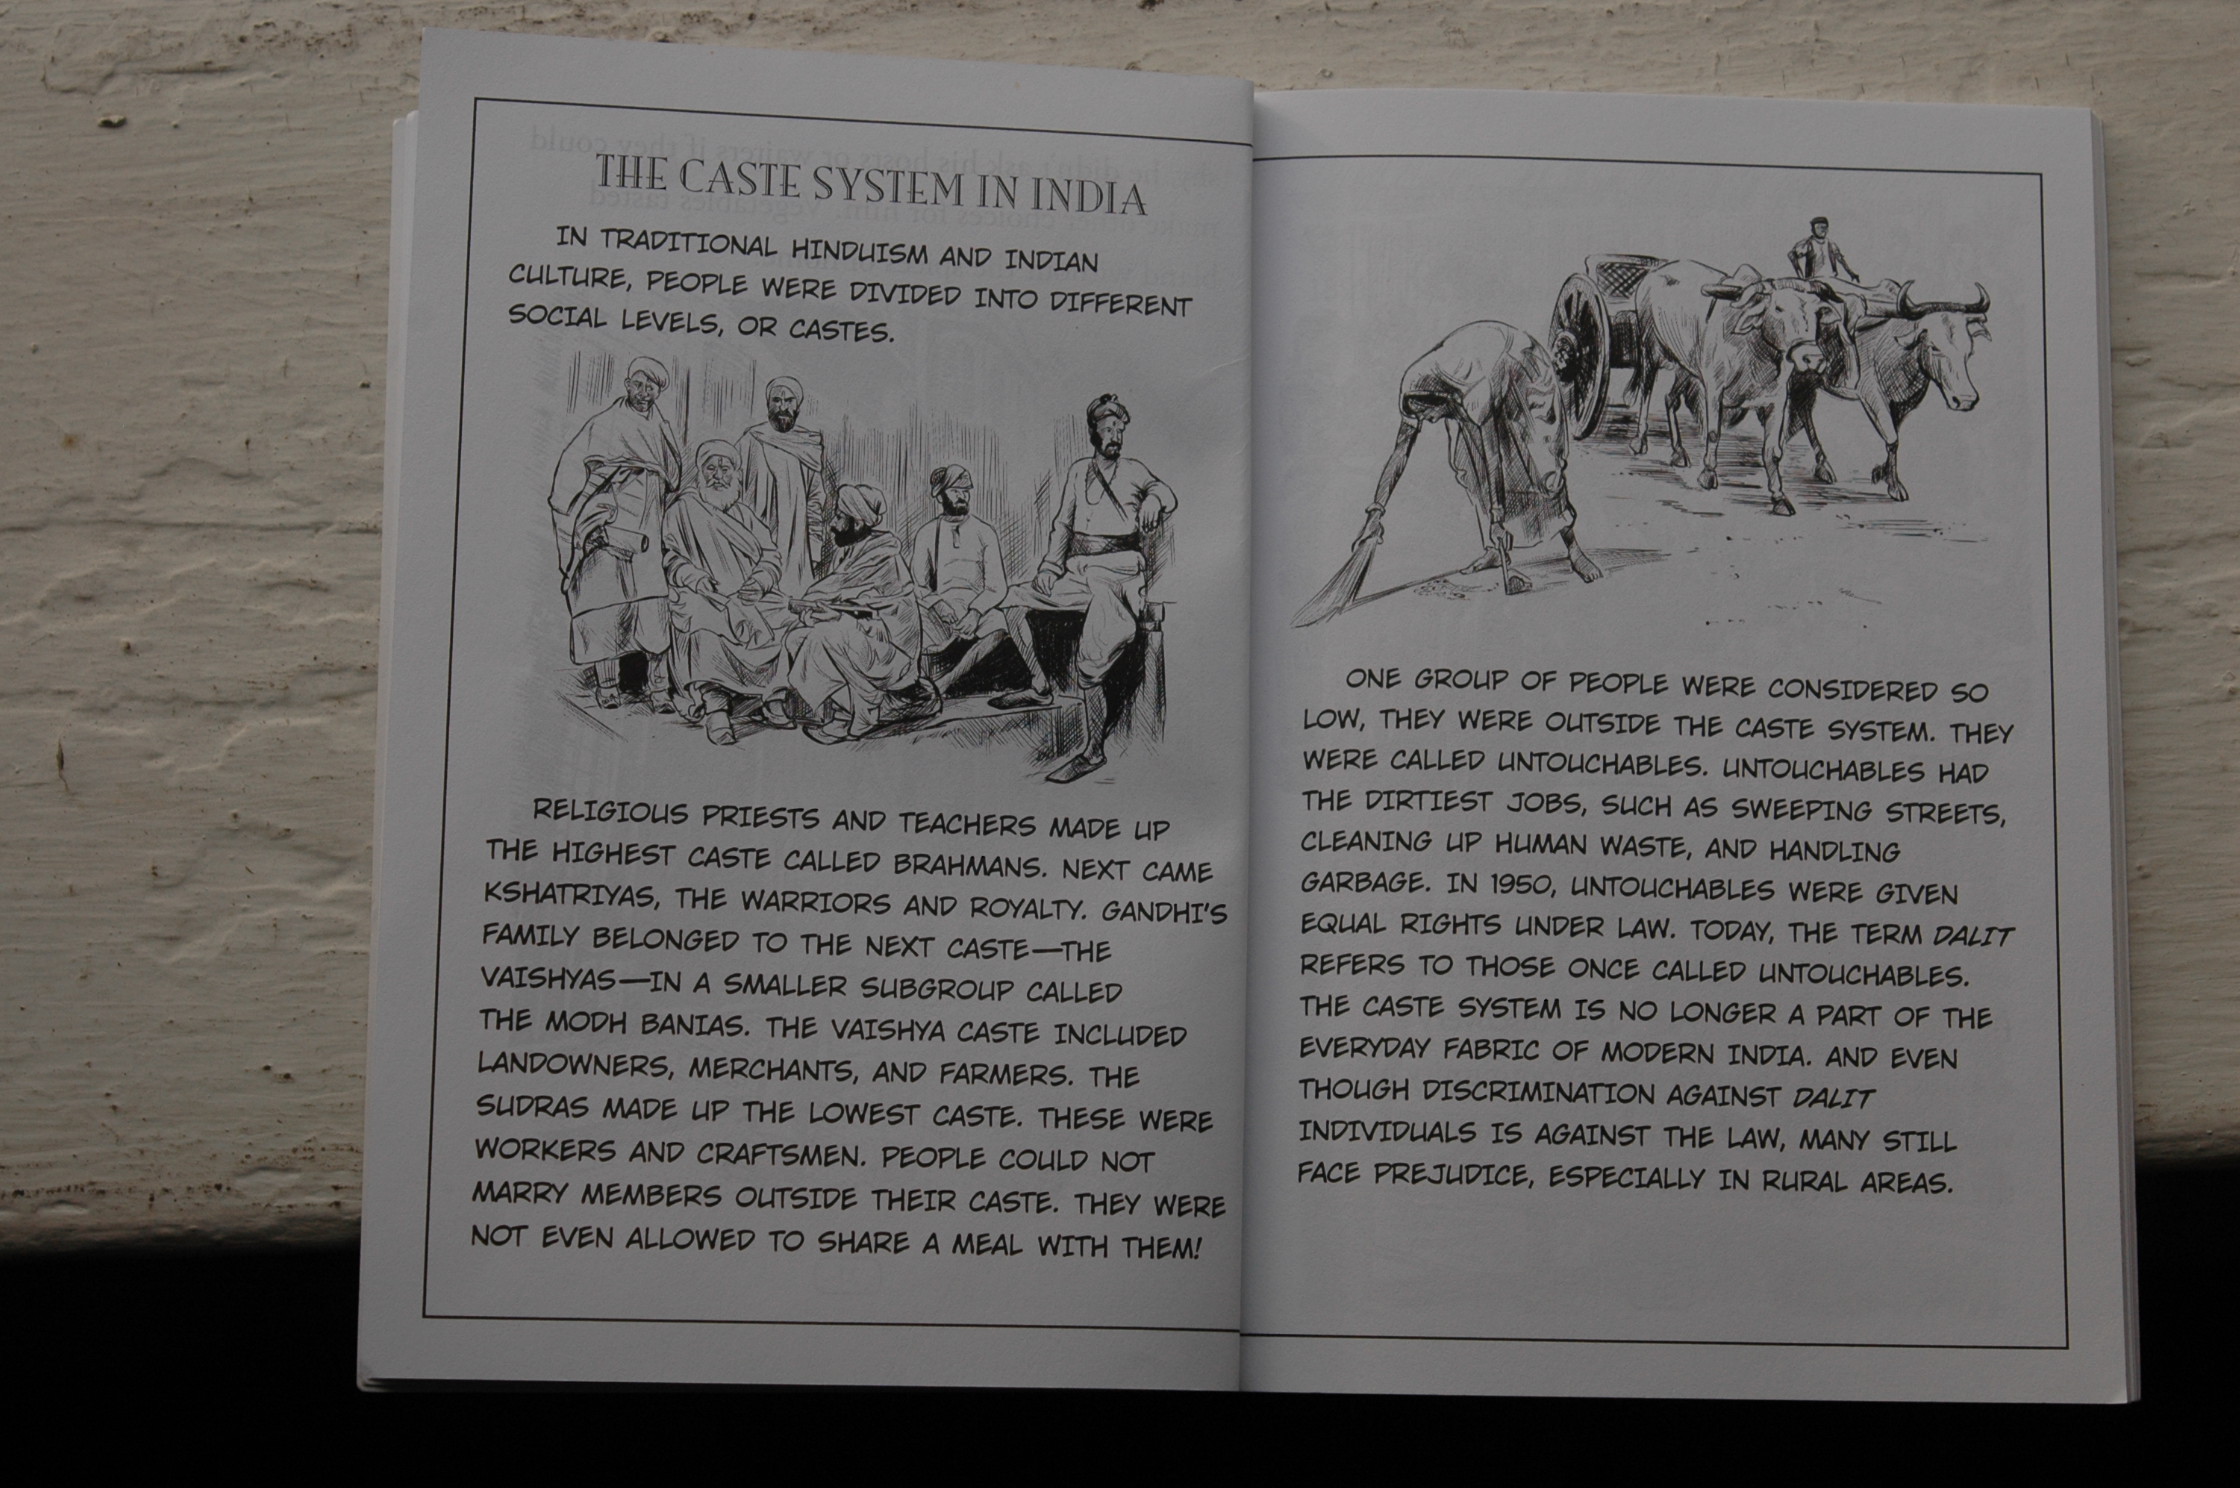 THE CASTE SYSTEM IN INDIA
IN TRADITIONAL HINDUISM AND INDIAN
CULTURE, PEOPLE WERE DIVIDED INTO DIFFERENT
SOCIAL LEVELS, OR CASTES.
RELIGIOUS PRIESTS AND TEACHERS MADE UP
THE HIGHEST CASTE CALLED BRAHMANS. NEXT CAME
KSHATRIYAS, THE WARRIORS AND ROYALTY. GANDHI'S
FAMILY BELONGED TO THE NEXT CASTE—THE
VAISHYAS—IN A SMALLER SUBGROUP CALLED
THE MODH BANIAS. THE VAISHYA CASTE INCLUDED
LANDOWNERS, MERCHANTS, AND FARMERS. THE
SUDRAS MADE UP THE LOWEST CASTE. THESE WERE
WORKERS AND CRAFTSMEN. PEOPLE COULD NOT
MARRY MEMBERS OUTSIDE THEIR CASTE. THEY WERE
NOT EVEN ALLOWED TO SHARE A MEAL WITH THEM!
ONE GROUP OF PEOPLE WERE CONSIDERED SO
LOW, THEY WERE OUTSIDE THE CASTE SYSTEM. THEY
WERE CALLED UNTOUCHABLES. UNTOUCHABLES HAD
THE DIRTIEST JOBS, SUCH AS SWEEPING STREETS,
CLEANING UP HUMAN WASTE, AND HANDLING
GARBAGE. IN 1950, UNTOUCHABLES WERE GIVEN
EQUAL RIGHTS UNDER LAW. TODAY, THE TERM DALIT
REFERS TO THOSE ONCE CALLED UNTOUCHABLES.
THE CASTE SYSTEM IS NO LONGER A PART OF THE
EVERYDAY FABRIC OF MODERN INDIA. AND EVEN
THOUGH DISCRIMINATION AGAINST DALIT
INDIVIDUALS IS AGAINST THE LAW, MANY STILL
FACE PREJUDICE, ESPECIALLY IN RURAL AREAS.